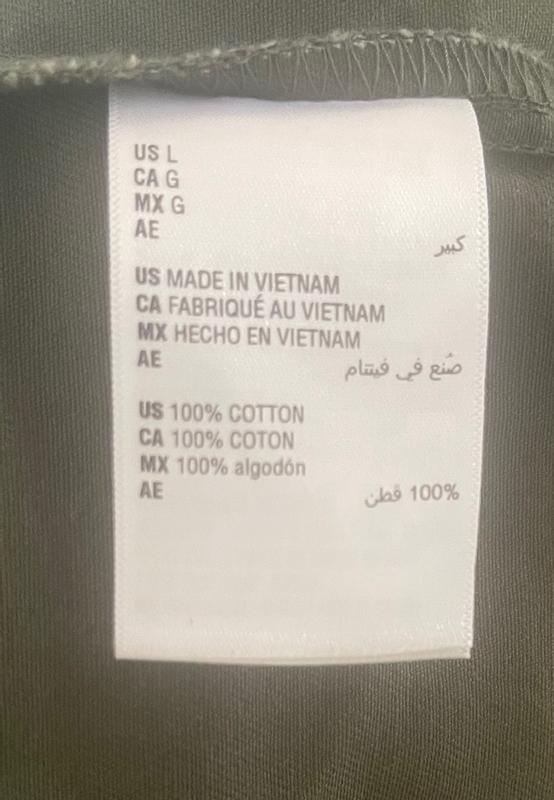 US L
CA G
MX G
AE كبير
US MADE IN VIETNAM
CA FABRIQUÉ AU VIETNAM
MX HECHO EN VIETNAM
AE صُنع في فيتنام
US 100% COTTON
CA 100% COTON
MX 100% algodón
AE 100% قطن